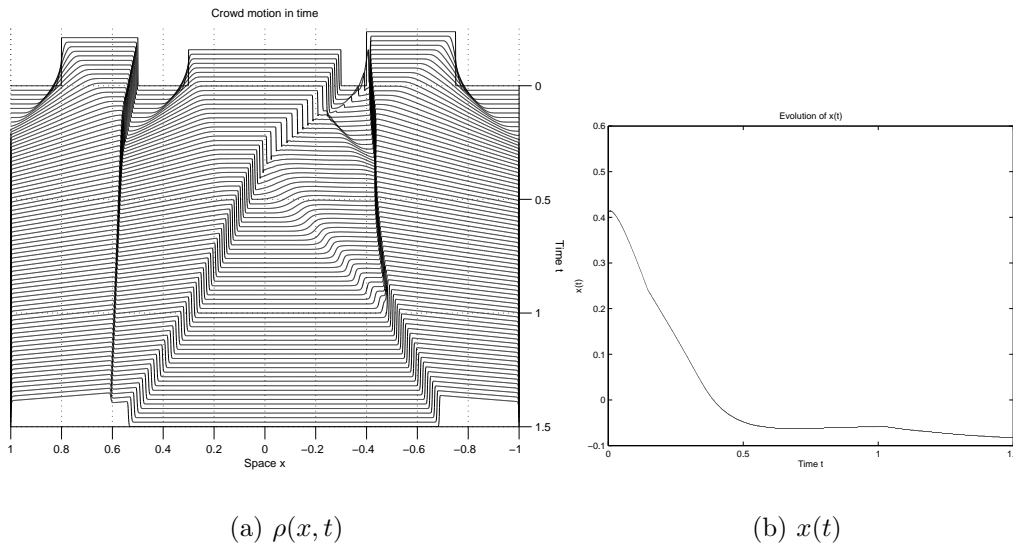 Crowd motion in time
0
0.5
1
1.5
Time t
1 0.8 0.6 0.4 0.2 0 −0.2 −0.4 −0.6 −0.8 −1
Space x
(a) ρ(x, t)
Evolution of x(t)
0.6
0.5
0.4
0.3
0.2
0.1
0
−0.1
x(t)
0 0.5 1 1.
Time t
(b) x(t)